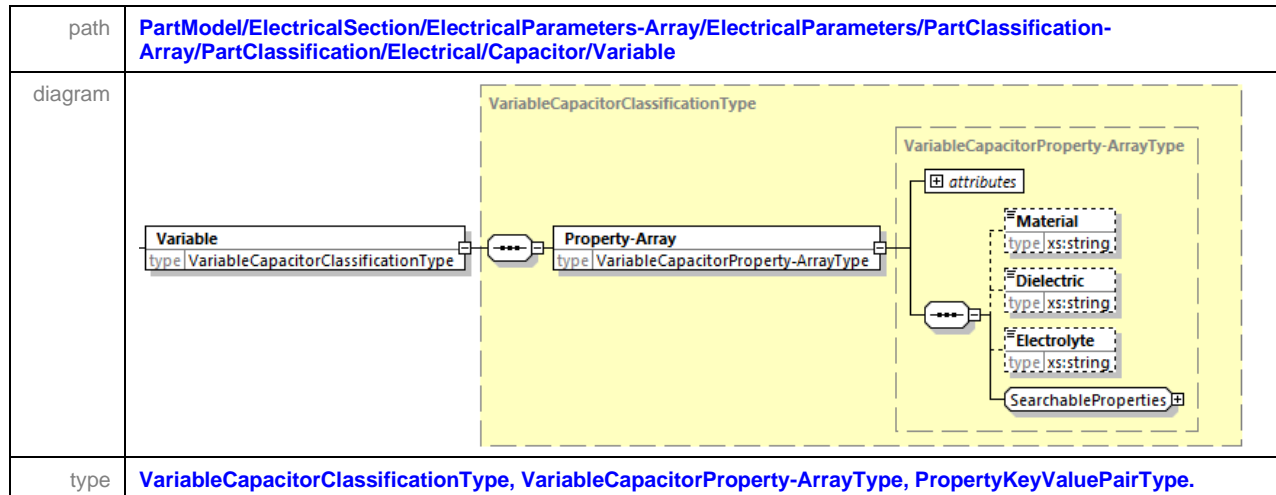 path
PartModel/ElectricalSection/ElectricalParameters-Array/ElectricalParameters/PartClassification-
Array/PartClassification/Electrical/Capacitor/Variable
diagram
VariableCapacitorClassificationType
VariableCapacitorProperty-ArrayType
attributes
Variable
type VariableCapacitorClassificationType
Property-Array
type VariableCapacitorProperty-ArrayType
Material
type xs:string
Dielectric
type xs:string
Electrolyte
type xs:string
SearchableProperties
type
VariableCapacitorClassificationType, VariableCapacitorProperty-ArrayType, PropertyKeyValuePairType.